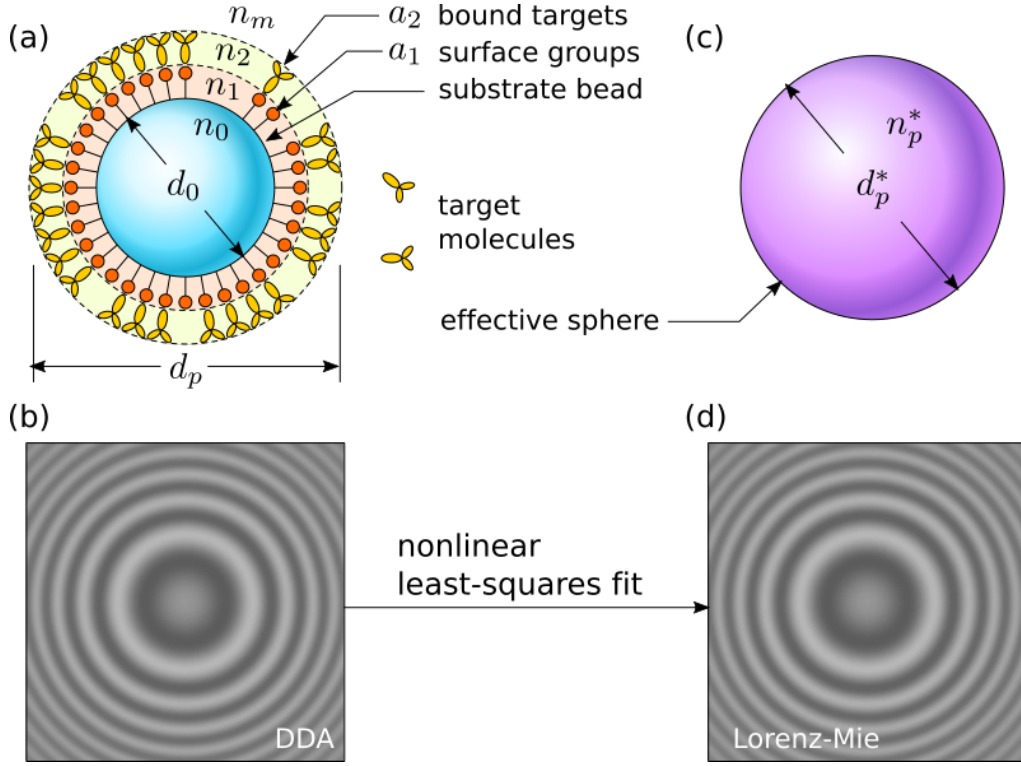 (a)
n_m
n_2
n_1
n_0
d_0
d_p
a_2 bound targets
a_1 surface groups
substrate bead
target
molecules
(c)
n_p^*
d_p^*
effective sphere
(b)
DDA
nonlinear
least-squares fit
(d)
Lorenz-Mie